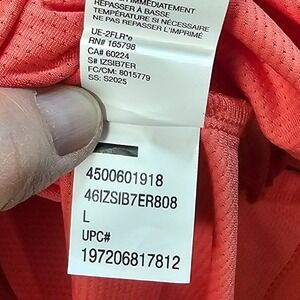 IMMÉDIATEMENT
REPASSER À BASSE
TEMPÉRATURE SI NÉCESSAIRE
NE PAS REPASSER L'IMPRIMÉ
UE-2FLR*e
RN# 165798
CA# 60224
S# IZSIB7ER
FC/CM: 8015779
SS: S2025
4500601918
46IZSIB7ER808
L
UPC#
197206817812